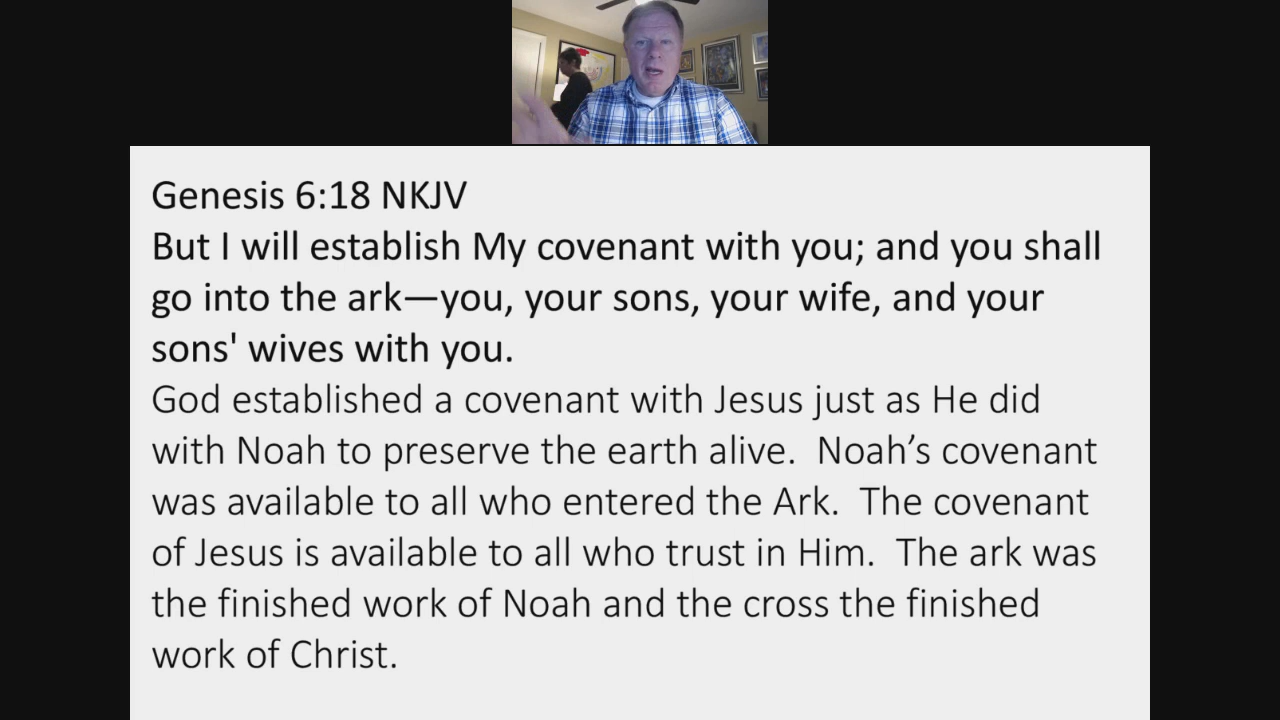 Genesis 6:18 NKJV
But I will establish My covenant with you; and you shall
go into the ark—you, your sons, your wife, and your
sons' wives with you.
God established a covenant with Jesus just as He did
with Noah to preserve the earth alive.  Noah’s covenant
was available to all who entered the Ark.  The covenant
of Jesus is available to all who trust in Him.  The ark was
the finished work of Noah and the cross the finished
work of Christ.